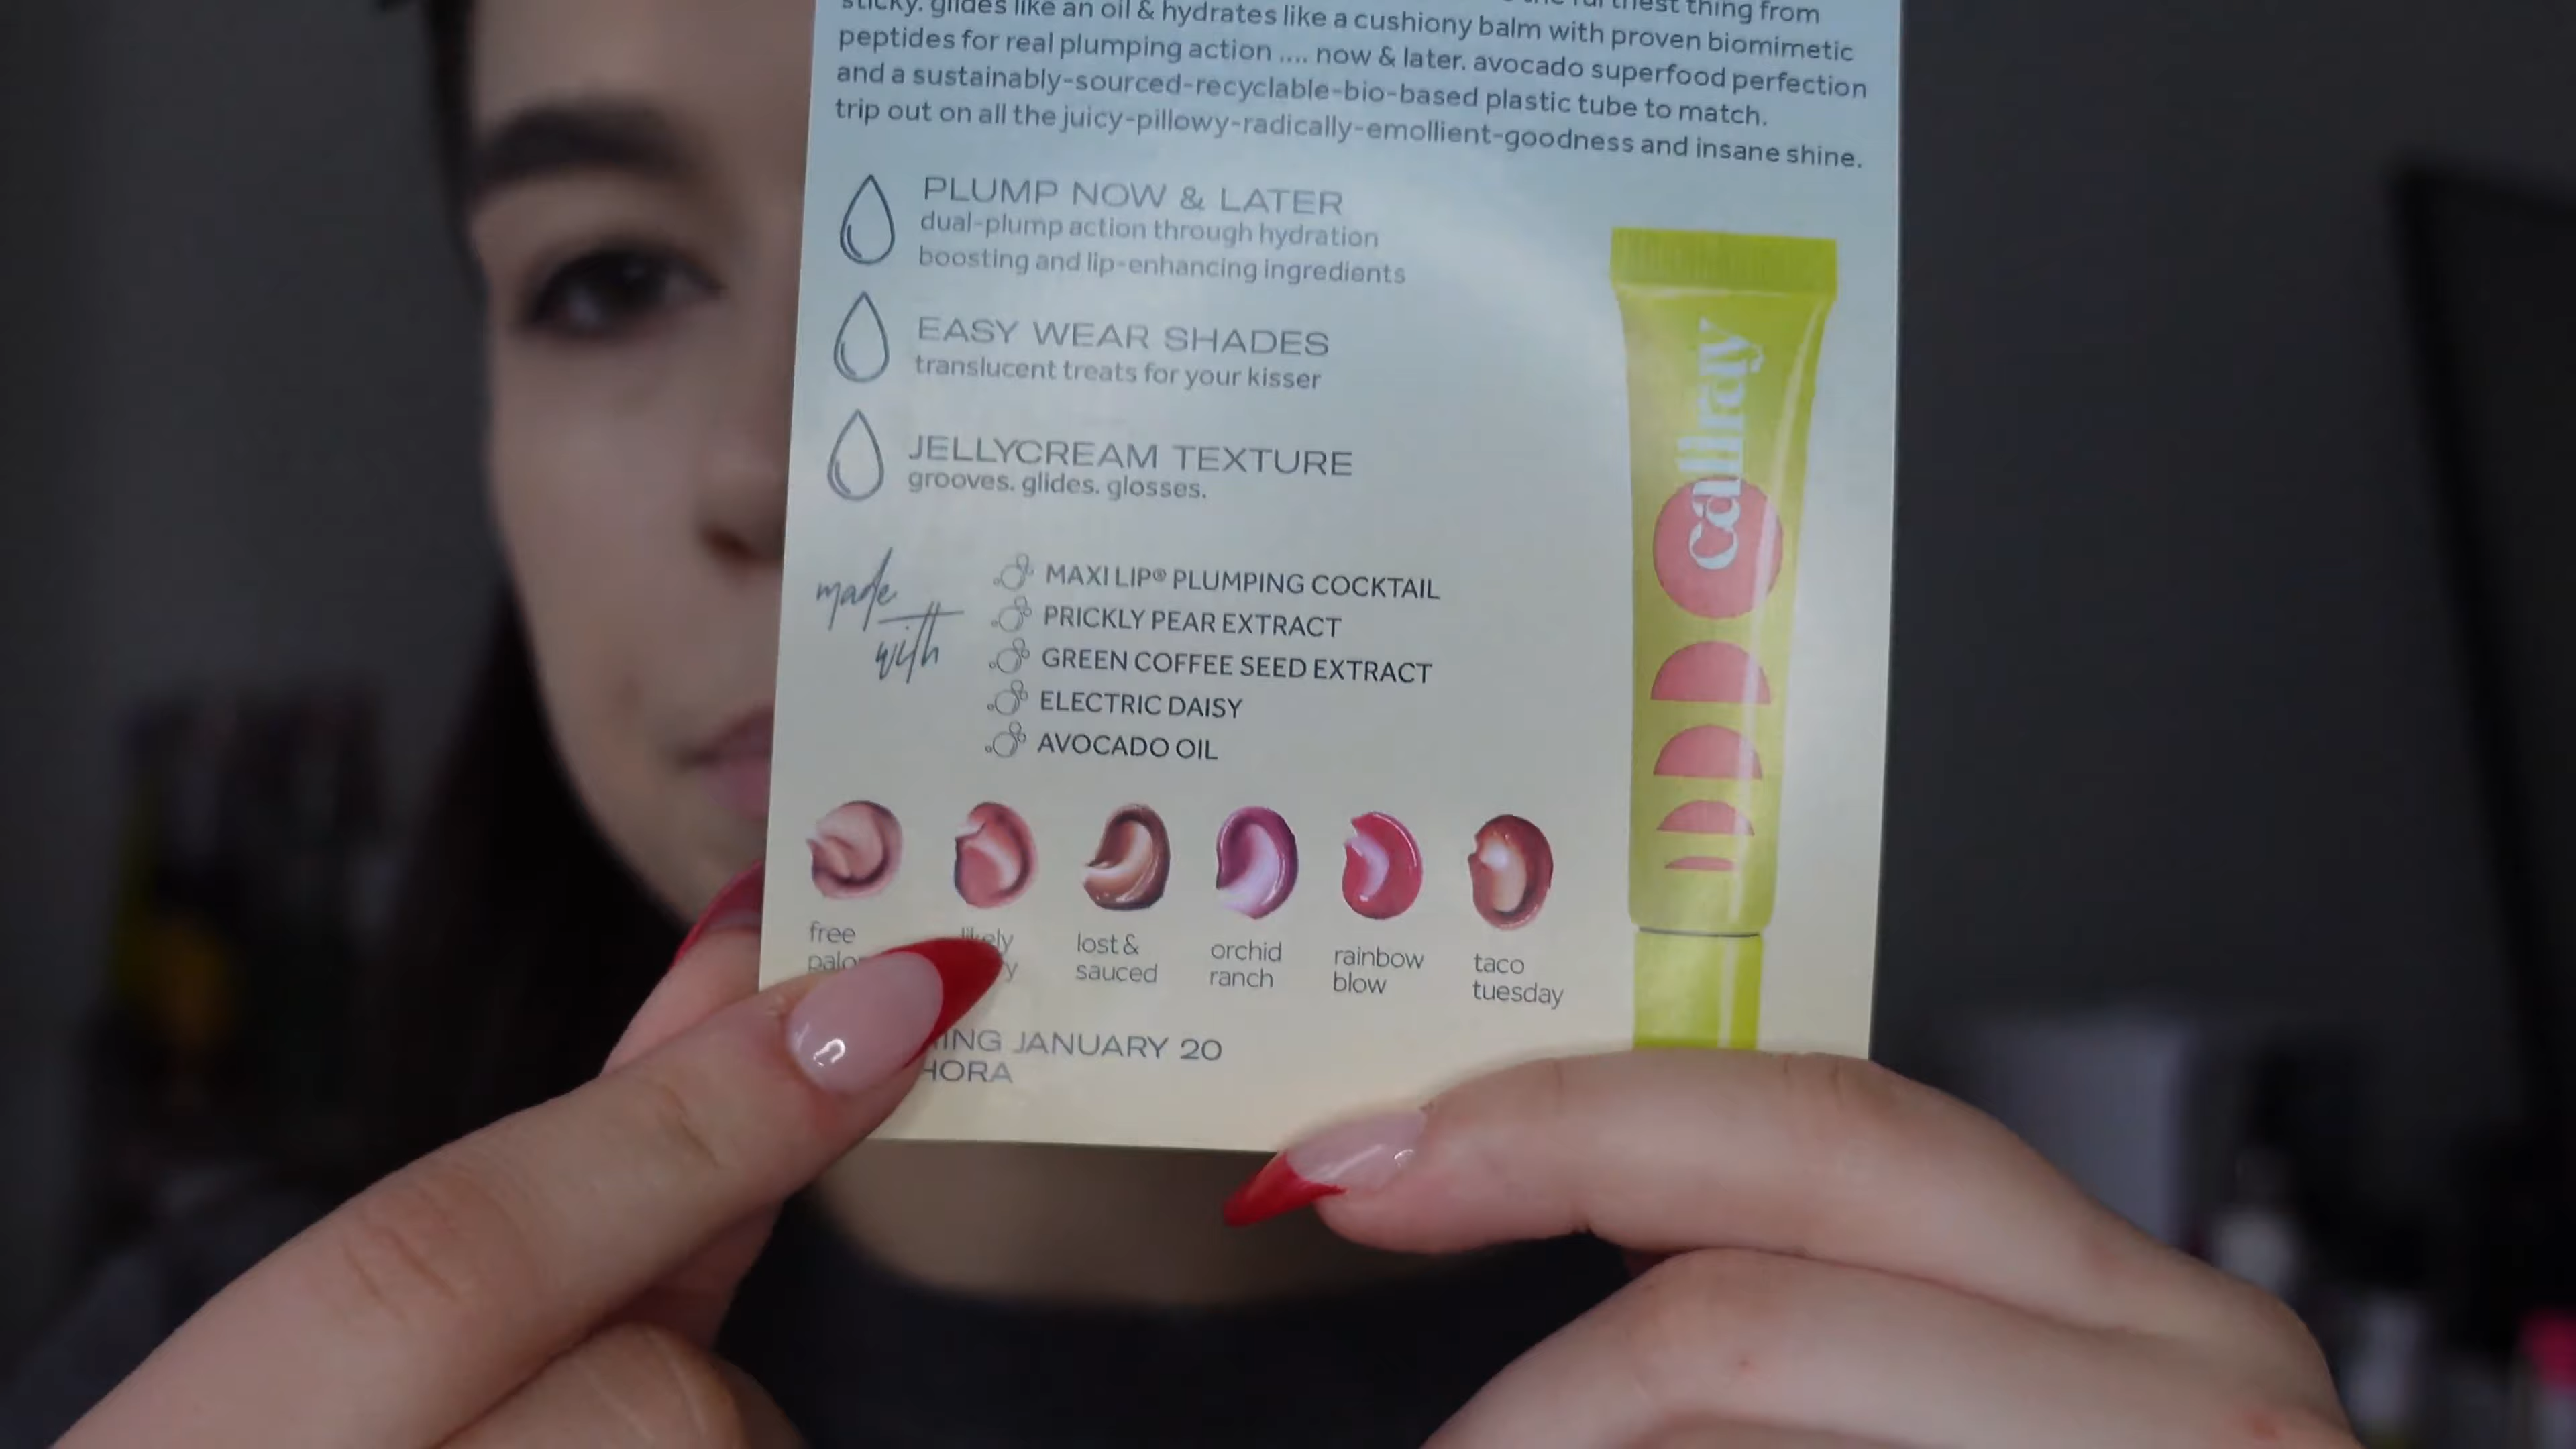 sticky. glides like an oil & hydrates like a cushiony balm with proven biomimetic
thing from
peptides for real plumping action .... now & later. avocado superfood perfection
and a sustainably-sourced-recyclable-bio-based plastic tube to match.
trip out on all the juicy-pillowy-radically-emollient-goodness and insane shine.
PLUMP NOW & LATER
dual-plump action through hydration
boosting and lip-enhancing ingredients
EASY WEAR SHADES
translucent treats for your kisser
JELLYCREAM TEXTURE
grooves. glides. glosses.
made
with
MAXI LIP® PLUMPING COCKTAIL
PRICKLY PEAR EXTRACT
GREEN COFFEE SEED EXTRACT
ELECTRIC DAISY
AVOCADO OIL
free
likely
lost &
sauced
orchid
ranch
rainbow
blow
taco
tuesday
JANUARY 20
caliray